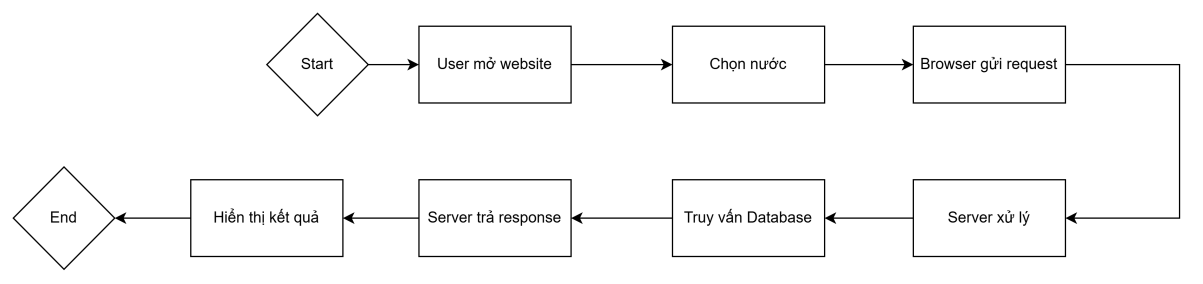 Start
User mở website
Chọn nước
Browser gửi request
Server xử lý
Truy vấn Database
Server trả response
Hiển thị kết quả
End